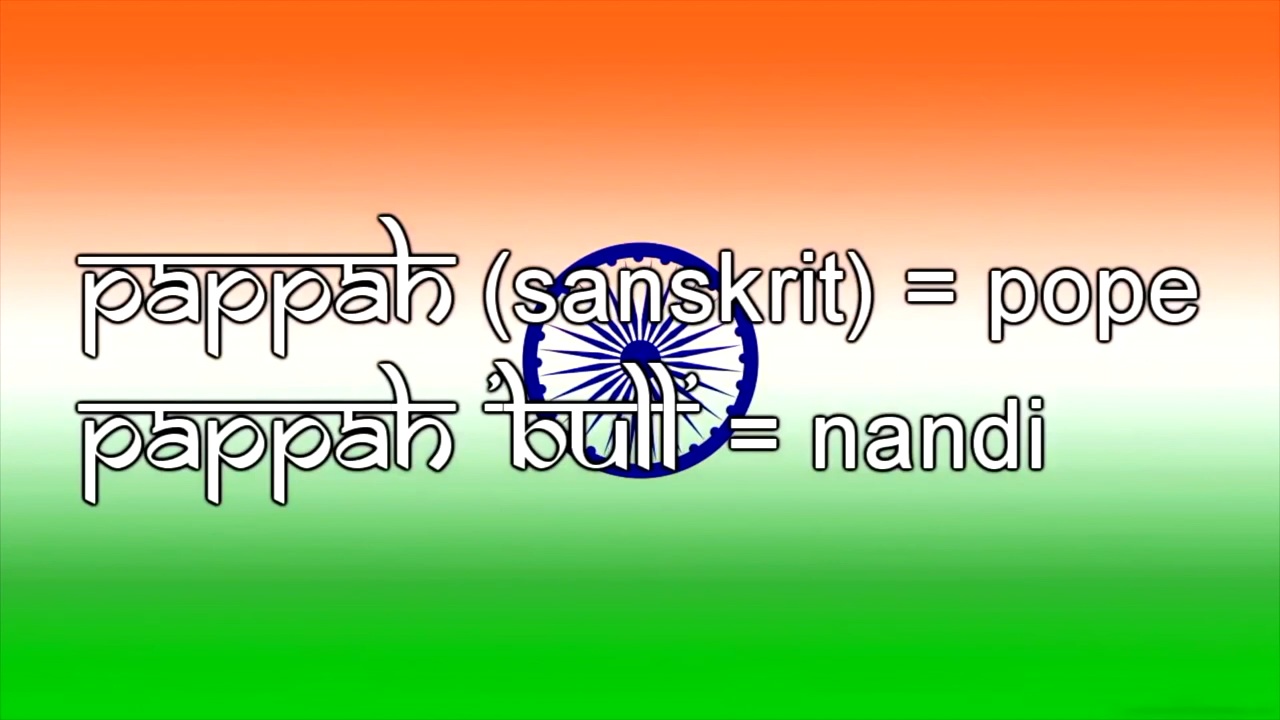 pappah (sanskrit) = pope
pappah 'bull' = nandi